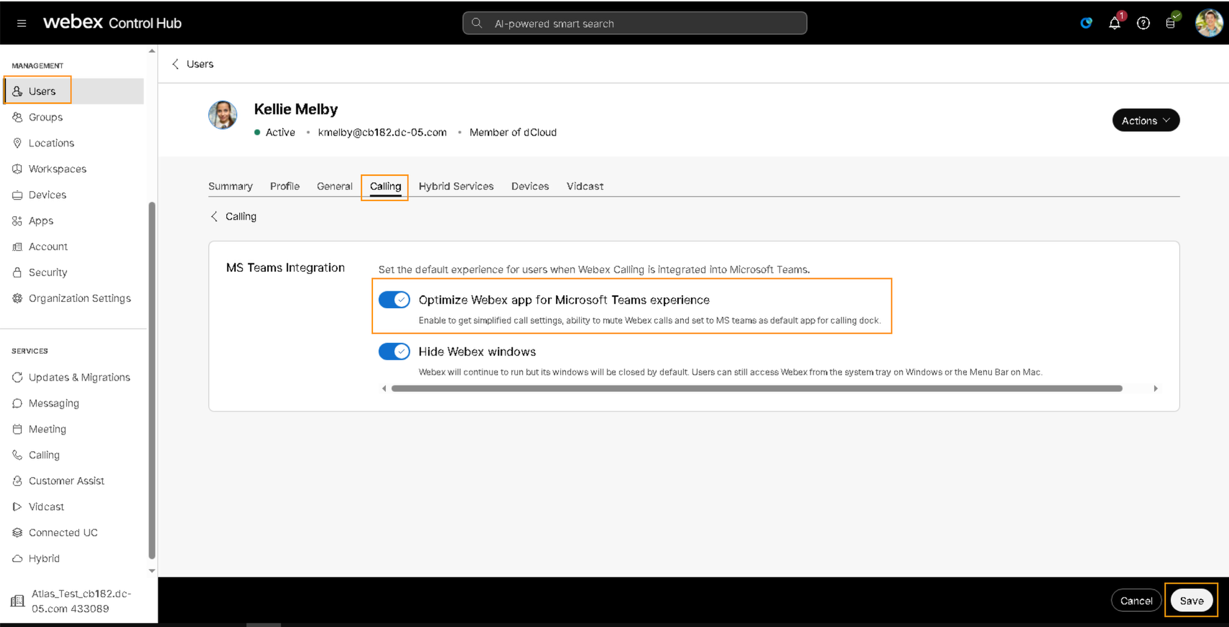 webex Control Hub
AI-powered smart search
1
MANAGEMENT
Users
Groups
Locations
Workspaces
Devices
Apps
Account
Security
Organization Settings
SERVICES
Updates & Migrations
Messaging
Meeting
Calling
Customer Assist
Vidcast
Connected UC
Hybrid
Atlas_Test_cb182.dc-
05.com 433089
Users
Kellie Melby
Active • kmelby@cb182.dc-05.com • Member of dCloud
Actions
Summary Profile General Calling Hybrid Services Devices Vidcast
Calling
MS Teams Integration
Set the default experience for users when Webex Calling is integrated into Microsoft Teams.
Optimize Webex app for Microsoft Teams experience
Enable to get simplified call settings, ability to mute Webex calls and set to MS teams as default app for calling dock.
Hide Webex windows
Webex will continue to run but its windows will be closed by default. Users can still access Webex from the system tray on Windows or the Menu Bar on Mac.
Cancel Save